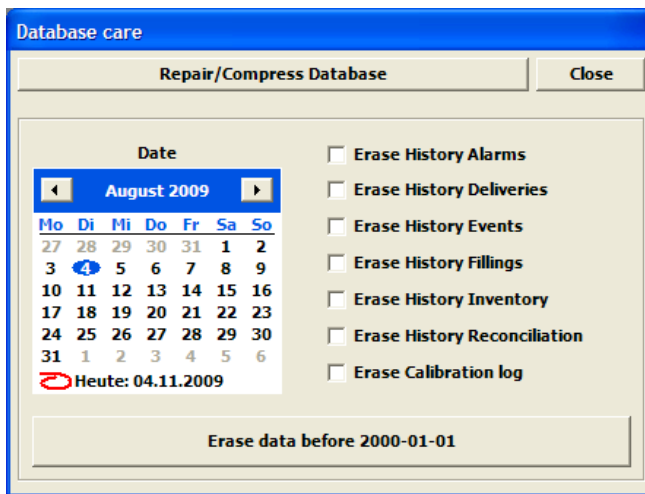 Database care
Repair/Compress Database
Close
Date
August 2009
Mo Di Mi Do Fr Sa So
27 28 29 30 31 1 2
3 4 5 6 7 8 9
10 11 12 13 14 15 16
17 18 19 20 21 22 23
24 25 26 27 28 29 30
31 1 2 3 4 5 6
Heute: 04.11.2009
Erase History Alarms
Erase History Deliveries
Erase History Events
Erase History Fillings
Erase History Inventory
Erase History Reconciliation
Erase Calibration log
Erase data before 2000-01-01